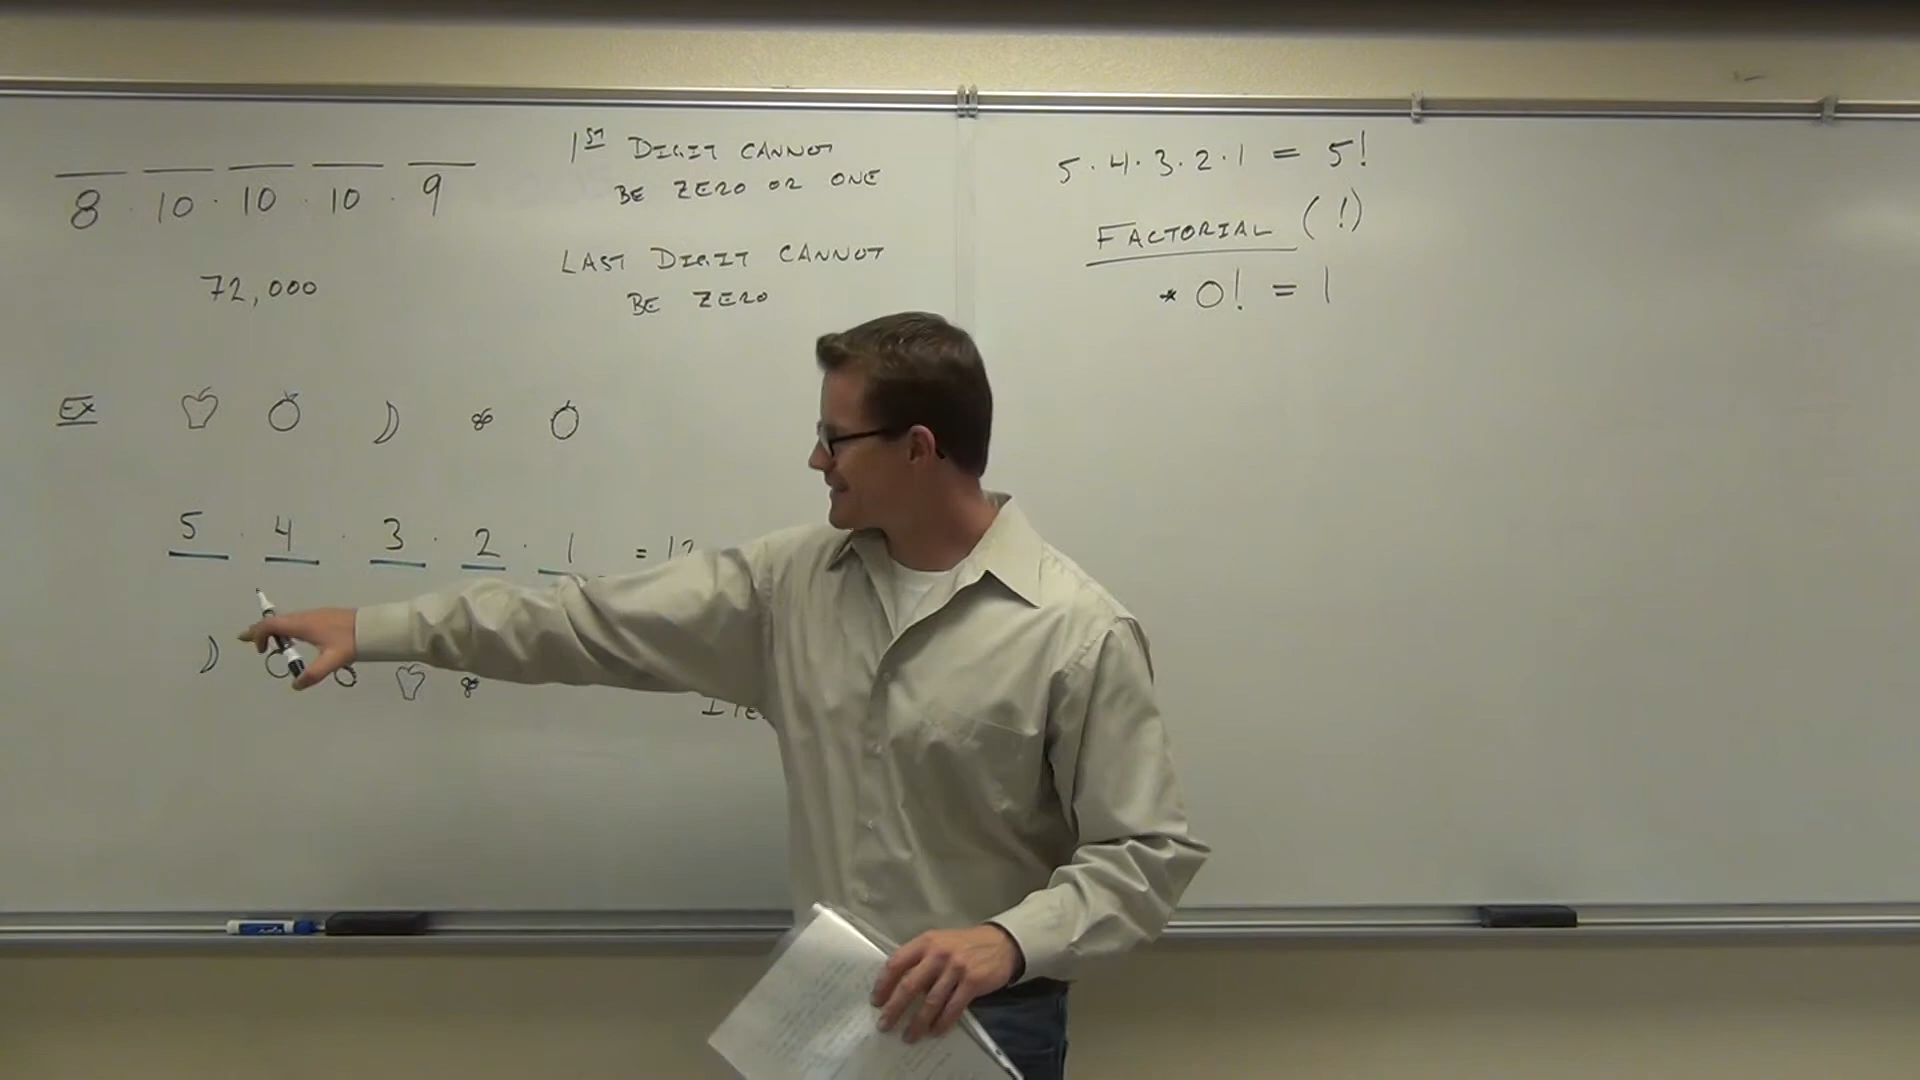 8 · 10 · 10 · 10 · 9
72,000
1ST DIGIT CANNOT
BE ZERO OR ONE
LAST DIGIT CANNOT
BE ZERO
Ex
5 · 4 · 3 · 2 · 1 = 12
5 · 4 · 3 · 2 · 1 = 5!
FACTORIAL (!)
* 0! = 1